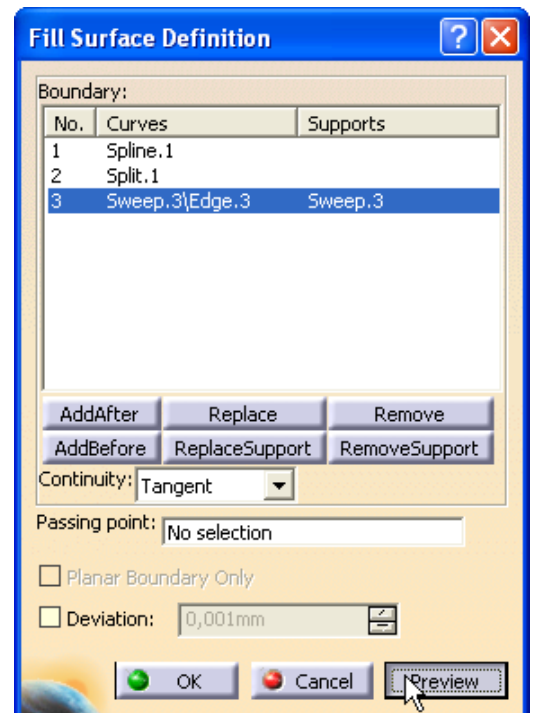 Fill Surface Definition
Boundary:
No. Curves Supports
1 Spline.1
2 Split.1
3 Sweep.3\Edge.3 Sweep.3
AddAfter Replace Remove
AddBefore ReplaceSupport RemoveSupport
Continuity: Tangent
Passing point: No selection
Planar Boundary Only
Deviation: 0,001mm
OK Cancel Preview